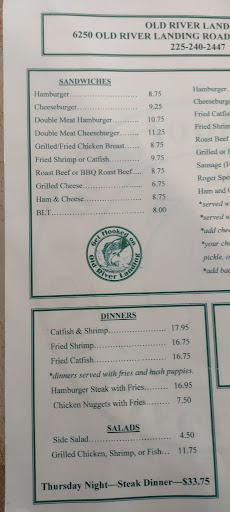 OLD RIVER LAND
6250 OLD RIVER LANDING ROAD
225-240-2447
SANDWICHES
Hamburger........................ 8.75
Cheeseburger..................... 9.25
Double Meat Hamburger........ 10.75
Double Meat Cheeseburger.... 11.25
Grilled/Fried Chicken Breast...... 8.75
Fried Shrimp or Catfish............ 9.75
Roast Beef or BBQ Roast Beef.... 8.75
Grilled Cheese..................... 6.75
Ham & Cheese.................... 8.75
BLT................................ 8.00
Hamburger.
Cheeseburg
Fried Catfis
Fried Shrim
Roast Beef
Grilled or
Sausage (H
Roger Spe
Ham and C
*served w
*served w
*add chee
*your ch
pickle, o
*add ba
Get Hooked on
Old River Landing
DINNERS
Catfish & Shrimp............... 17.95
Fried Shrimp.................... 16.75
Fried Catfish.................... 16.75
*dinners served with fries and hush puppies.
Hamburger Steak with Fries......... 16.95
Chicken Nuggets with Fries.......... 7.50
SALADS
Side Salad......................... 4.50
Grilled Chicken, Shrimp, or Fish... 11.75
Thursday Night—Steak Dinner—$33.75